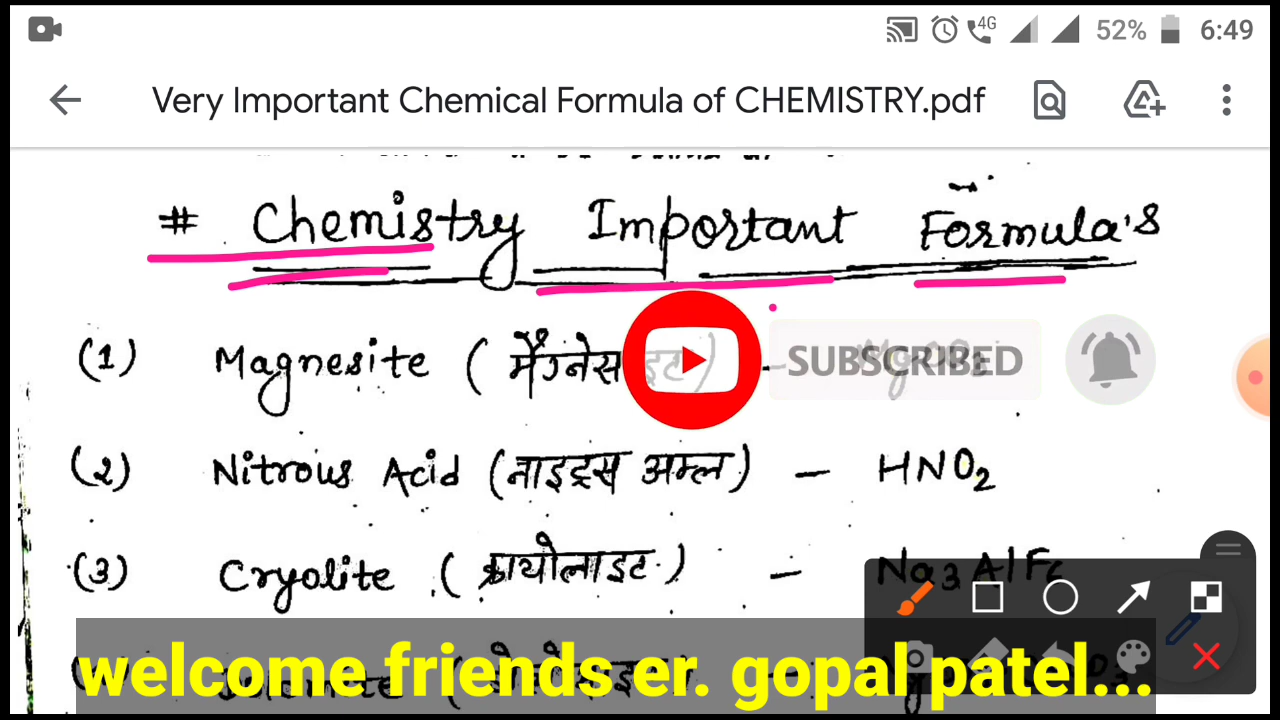 4G 52% 6:49
Very Important Chemical Formula of CHEMISTRY.pdf
# Chemistry Important Formula's
(1) Magnesite ( - SUBSCRIBED
(2) Nitrous Acid (नाइट्रस अम्ल) - HNO2
(3) Cryolite (क्रायोलाइट) - Na3AlF6
welcome friends er. gopal patel...